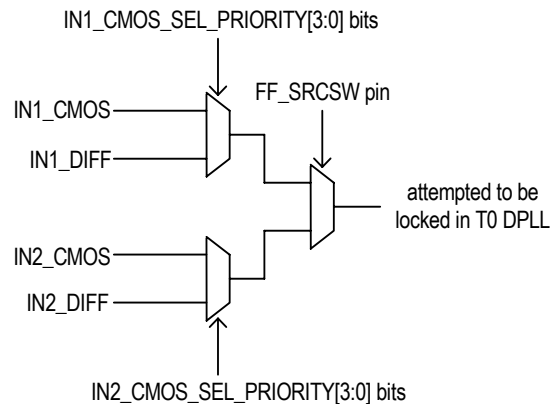 IN1_CMOS_SEL_PRIORITY[3:0] bits
FF_SRCSW pin
IN1_CMOS
IN1_DIFF
attempted to be
locked in T0 DPLL
IN2_CMOS
IN2_DIFF
IN2_CMOS_SEL_PRIORITY[3:0] bits